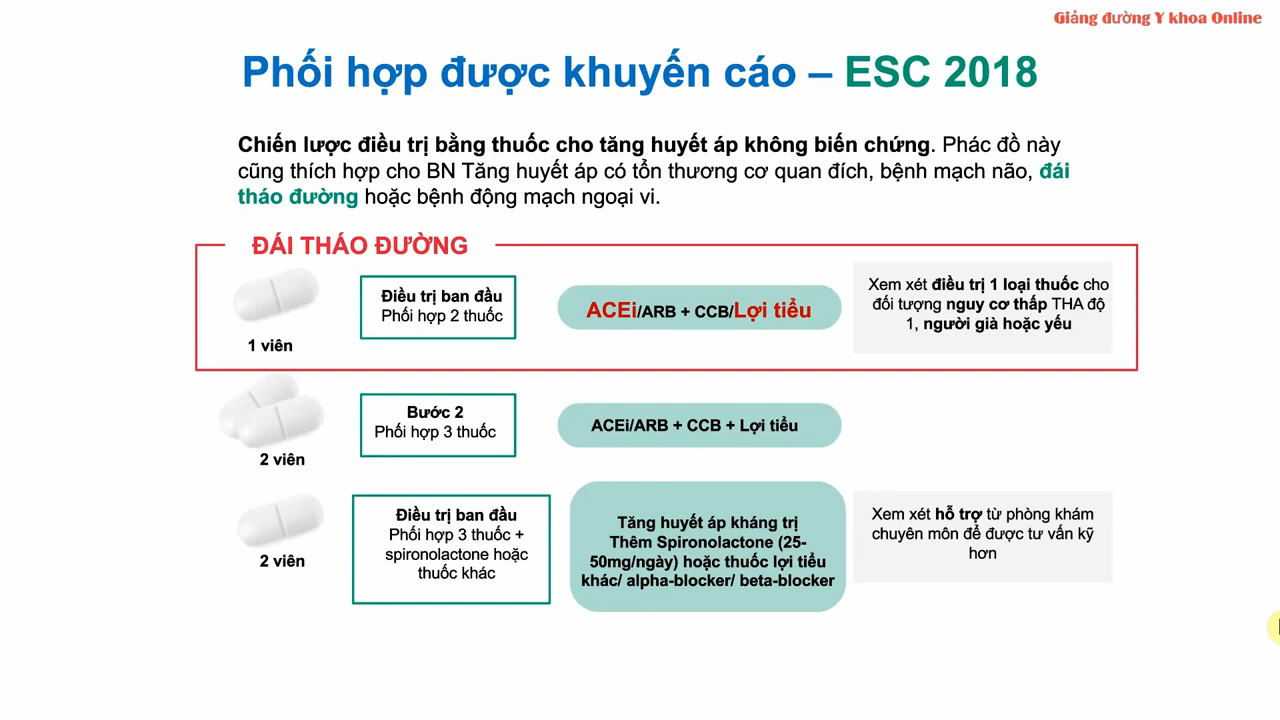 Giảng đường Y khoa Online
Phối hợp được khuyến cáo – ESC 2018
Chiến lược điều trị bằng thuốc cho tăng huyết áp không biến chứng. Phác đồ này
cũng thích hợp cho BN Tăng huyết áp có tổn thương cơ quan đích, bệnh mạch não, đái
tháo đường hoặc bệnh động mạch ngoại vi.
ĐÁI THÁO ĐƯỜNG
1 viên
Điều trị ban đầu
Phối hợp 2 thuốc
ACEi/ARB + CCB/Lợi tiểu
Xem xét điều trị 1 loại thuốc cho
đối tượng nguy cơ thấp THA độ
1, người già hoặc yếu
2 viên
Bước 2
Phối hợp 3 thuốc
ACEi/ARB + CCB + Lợi tiểu
2 viên
Điều trị ban đầu
Phối hợp 3 thuốc +
spironolactone hoặc
thuốc khác
Tăng huyết áp kháng trị
Thêm Spironolactone (25-
50mg/ngày) hoặc thuốc lợi tiểu
khác/ alpha-blocker/ beta-blocker
Xem xét hỗ trợ từ phòng khám
chuyên môn để được tư vấn kỹ
hơn